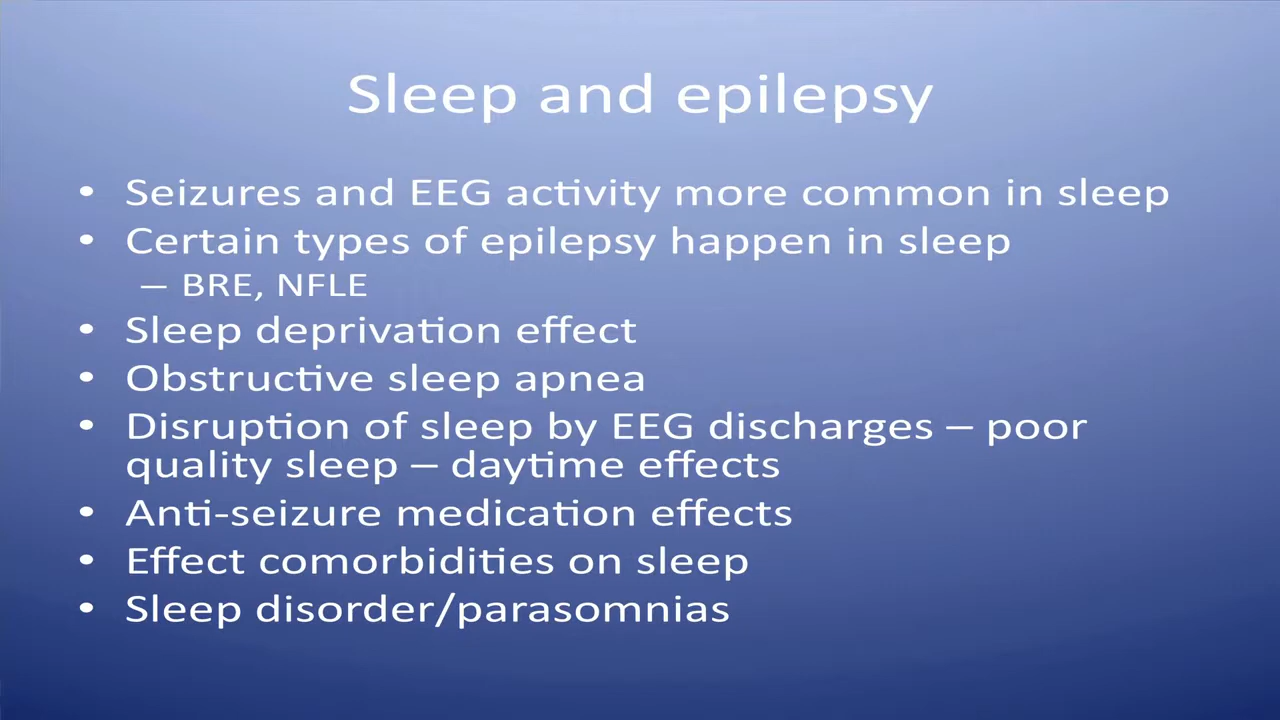 Sleep and epilepsy
• Seizures and EEG activity more common in sleep
• Certain types of epilepsy happen in sleep
– BRE, NFLE
• Sleep deprivation effect
• Obstructive sleep apnea
• Disruption of sleep by EEG discharges – poor
quality sleep – daytime effects
• Anti-seizure medication effects
• Effect comorbidities on sleep
• Sleep disorder/parasomnias